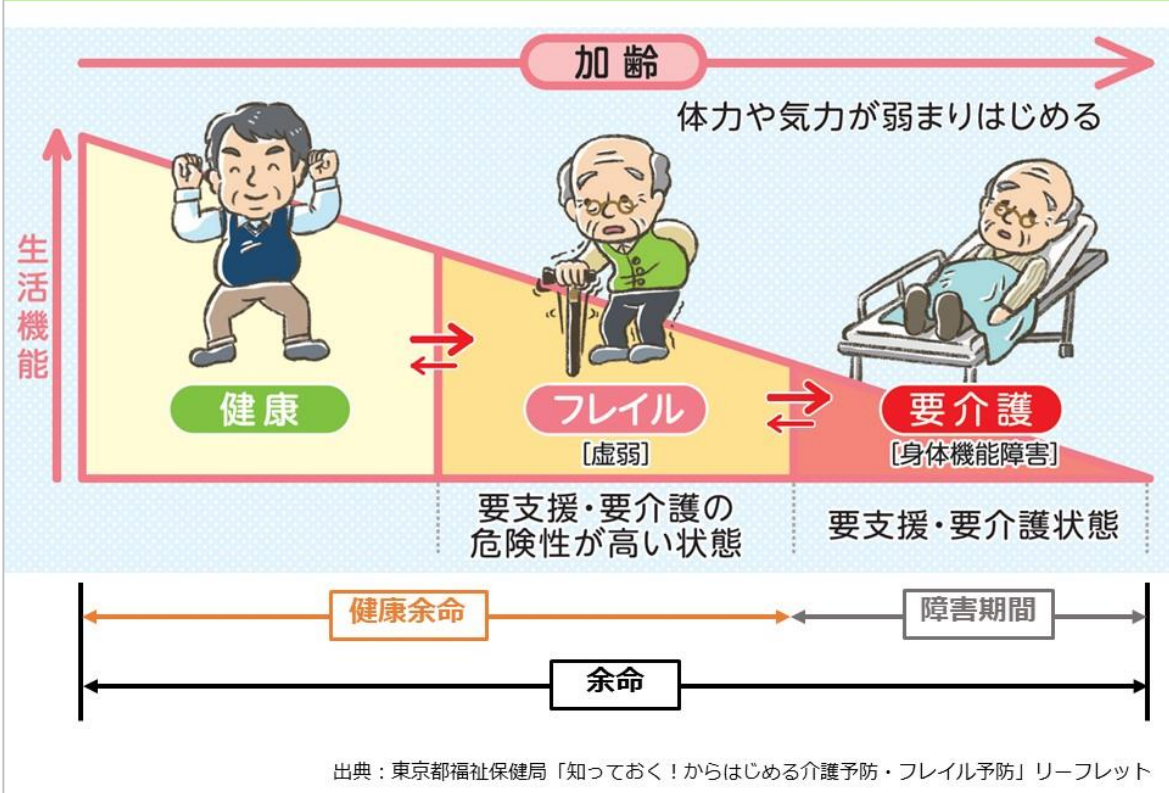 加齢
体力や気力が弱まりはじめる
生活機能
健康
フレイル
[虚弱]
要介護
[身体機能障害]
要支援・要介護の
危険性が高い状態
要支援・要介護状態
健康余命
障害期間
余命
出典：東京都福祉保健局「知っておく！からはじめる介護予防・フレイル予防」リーフレット